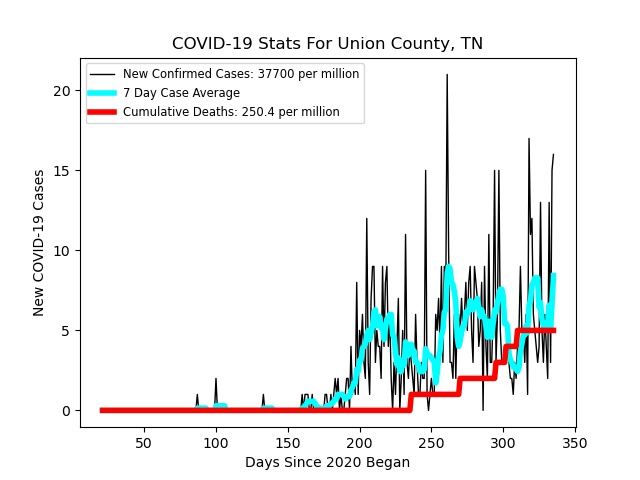 COVID-19 Stats For Union County, TN
New Confirmed Cases: 37700 per million
7 Day Case Average
Cumulative Deaths: 250.4 per million
New COVID-19 Cases
20
15
10
5
0
50 100 150 200 250 300 350
Days Since 2020 Began